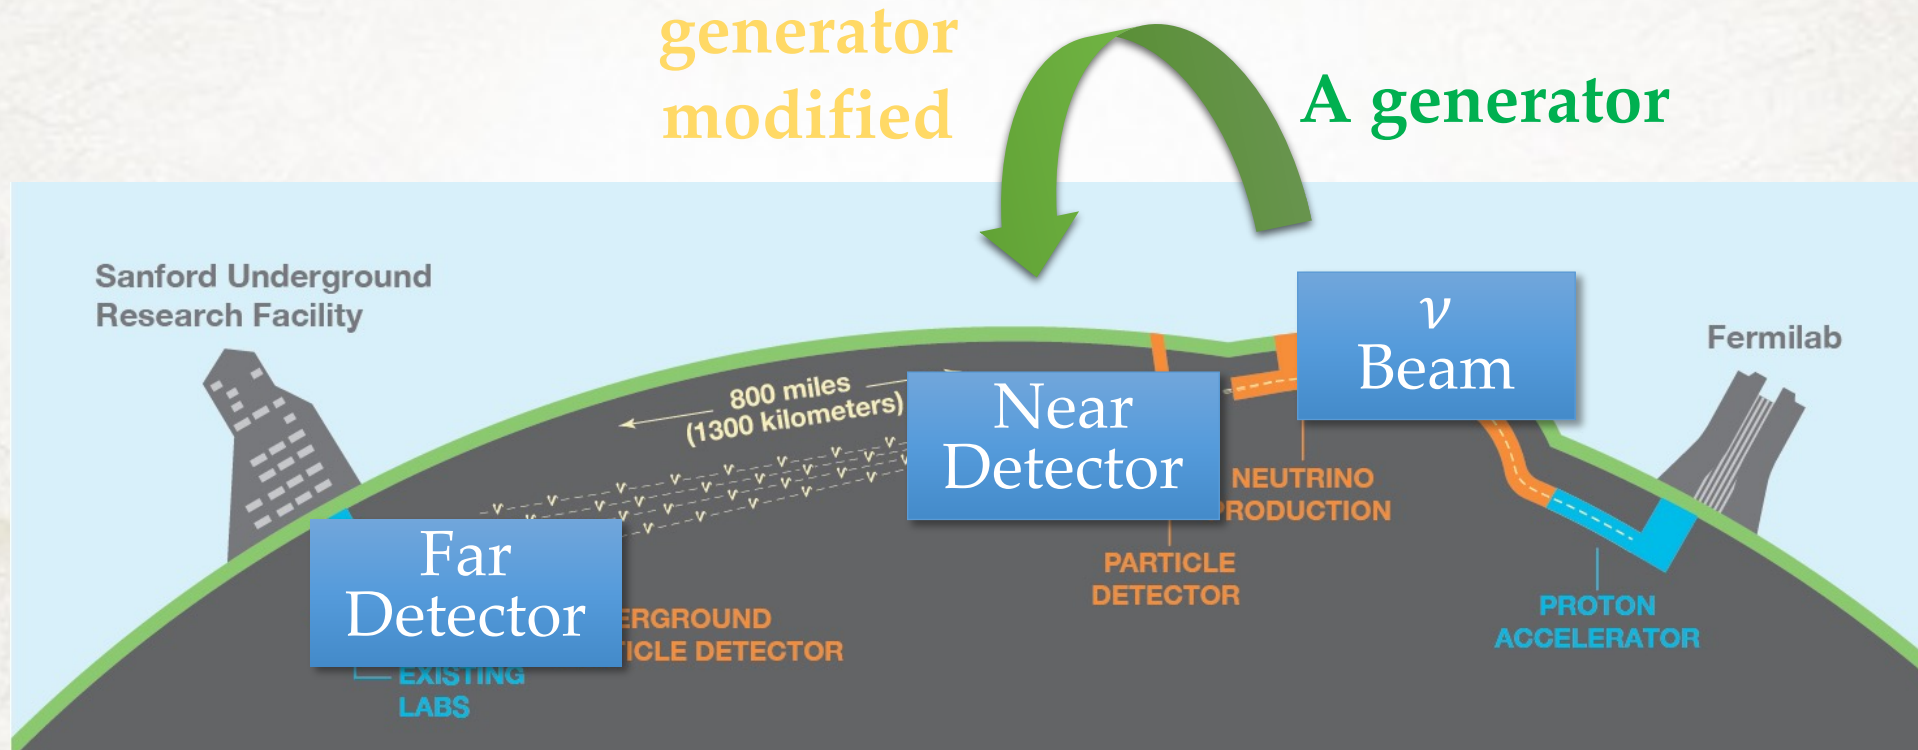 generator
modified
A generator
Sanford Underground
Research Facility
ν
Beam
Fermilab
800 miles
(1300 kilometers)
Near
Detector
NEUTRINO
PRODUCTION
PARTICLE
DETECTOR
Far
Detector
ERGROUND
ICLE DETECTOR
EXISTING
LABS
PROTON
ACCELERATOR